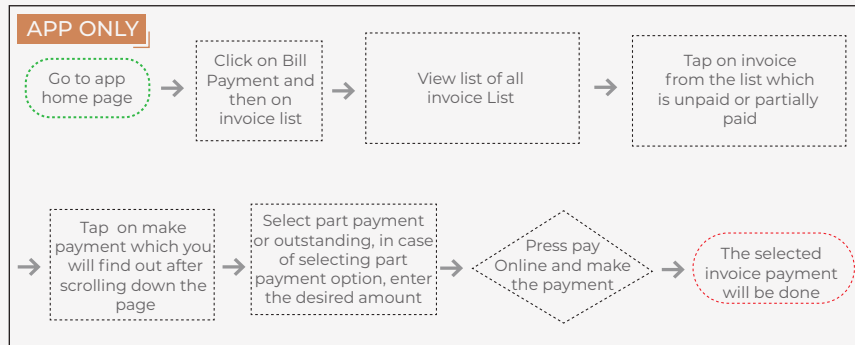 APP ONLY
Go to app
home page
Click on Bill
Payment and
then on
invoice list
View list of all
invoice List
Tap on invoice
from the list which
is unpaid or partially
paid
Tap on make
payment which you
will find out after
scrolling down the
page
Select part payment
or outstanding, in case
of selecting part
payment option, enter
the desired amount
Press pay
Online and make
the payment
The selected
invoice payment
will be done